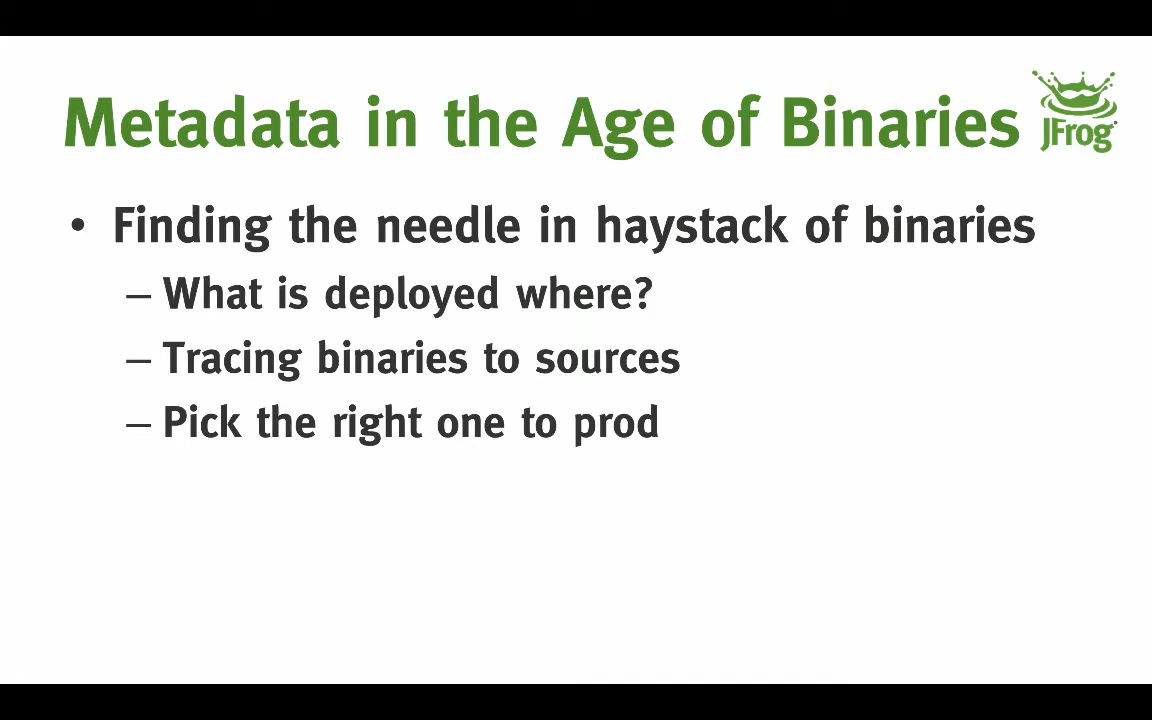 Metadata in the Age of Binaries
JFrog
• Finding the needle in haystack of binaries
– What is deployed where?
– Tracing binaries to sources
– Pick the right one to prod